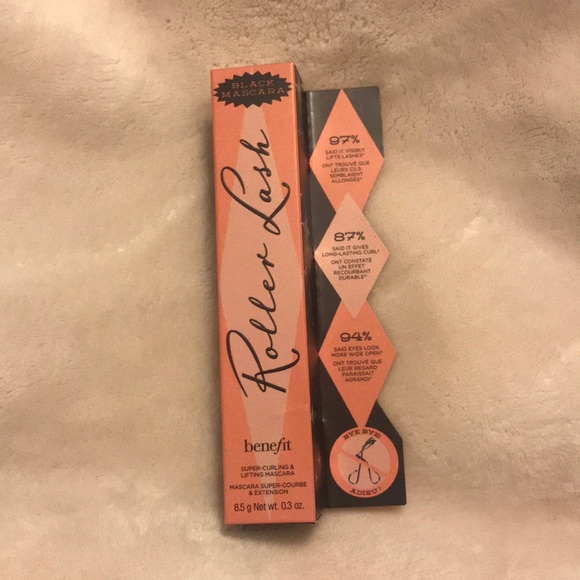 BLACK
MASCARA
Roller Lash
benefit
SUPER-CURLING &
LIFTING MASCARA
MASCARA SUPER-COURBE
& EXTENSION
8.5 g Net wt. 0.3 oz.
97%
SAID IT VISIBLY
LIFTS LASHES*
ONT TROUVÉ QUE
LEURS CILS
SEMBLAIENT
ALLONGÉS*
87%
SAID IT GIVES
LONG-LASTING CURL*
ONT CONSTATÉ
UN EFFET
RECOURBANT
DURABLE*
94%
SAID EYES LOOK
MORE WIDE OPEN*
ONT TROUVÉ QUE
LEUR REGARD
PARAISSAIT
AGRANDI*
BYE BYE!
ADIEU!